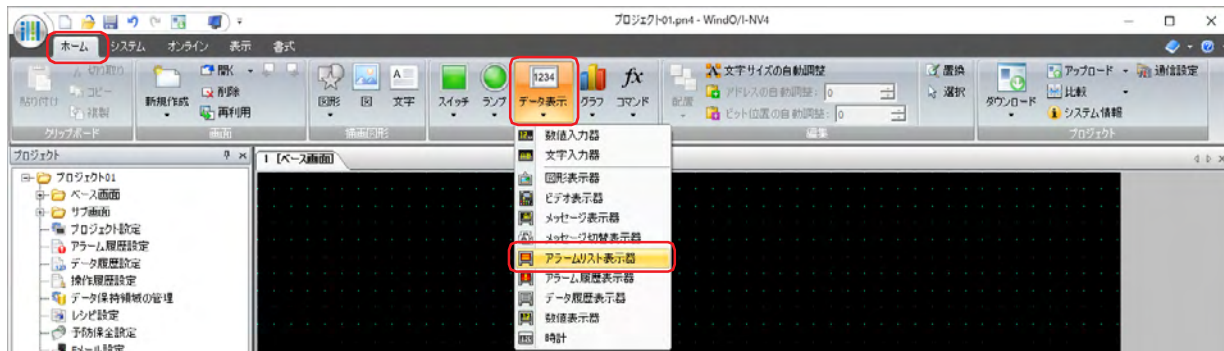 プロジェクト01.pn4 - WindO/I-NV4
ホーム システム オンライン 表示 書式
貼り付け 切り取り コピー 複製
クリップボード
新規作成 開く 削除 再利用
画面
図形 図 文字
描画図形
スイッチ ランプ データ表示 グラフ コマンド
1234
配置 文字サイズの自動調整 アドレスの自動調整: 0 ビット位置の自動調整: 0 置換 選択
編集
ダウンロード アップロード 比較 システム情報 通信設定
プロジェクト
数値入力器
文字入力器
図形表示器
ビデオ表示器
メッセージ表示器
メッセージ切替表示器
アラームリスト表示器
アラーム履歴表示器
データ履歴表示器
数値表示器
時計
プロジェクト
1 [ベース画面]
プロジェクト01
ベース画面
サブ画面
プロジェクト設定
アラーム履歴設定
データ履歴設定
操作履歴設定
データ保持領域の管理
レシピ設定
予防保全設定
Eメール設定